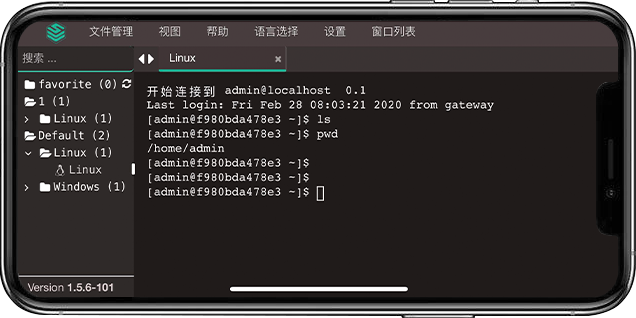 文件管理 视图 帮助 语言选择 设置 窗口列表
搜索 ...
Linux
favorite (0)
1 (1)
Linux (1)
Default (2)
Linux (1)
Linux
Windows (1)
Version 1.5.6-101
开始连接到 admin@localhost 0.1
Last login: Fri Feb 28 08:03:21 2020 from gateway
[admin@f980bda478e3 ~]$ ls
[admin@f980bda478e3 ~]$ pwd
/home/admin
[admin@f980bda478e3 ~]$
[admin@f980bda478e3 ~]$
[admin@f980bda478e3 ~]$